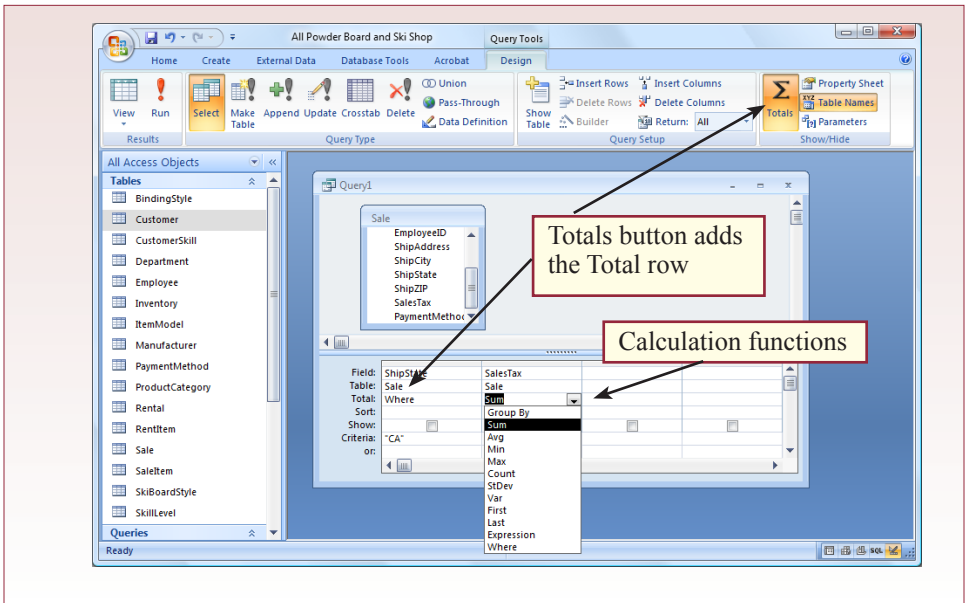 All Powder Board and Ski Shop
Query Tools
Home Create External Data Database Tools Acrobat Design
View
Run
Results
Select
Make Table
Append
Update
Crosstab
Delete
Union
Pass-Through
Data Definition
Query Type
Show Table
Insert Rows
Delete Rows
Builder
Insert Columns
Delete Columns
Return: All
Query Setup
Totals
Property Sheet
XYZ Table Names
Parameters
Show/Hide
All Access Objects
Tables
BindingStyle
Customer
CustomerSkill
Department
Employee
Inventory
ItemModel
Manufacturer
PaymentMethod
ProductCategory
Rental
RentItem
Sale
SaleItem
SkiBoardStyle
SkillLevel
Queries
Query1
Sale
EmployeeID
ShipAddress
ShipCity
ShipState
ShipZIP
SalesTax
PaymentMethoc
Totals button adds
the Total row
Calculation functions
Field: ShipState SalesTax
Table: Sale Sale
Total: Where Sum
Sort:
Show:
Criteria: "CA"
or:
Group By
Sum
Avg
Min
Max
Count
StDev
Var
First
Last
Expression
Where
Ready
SQL